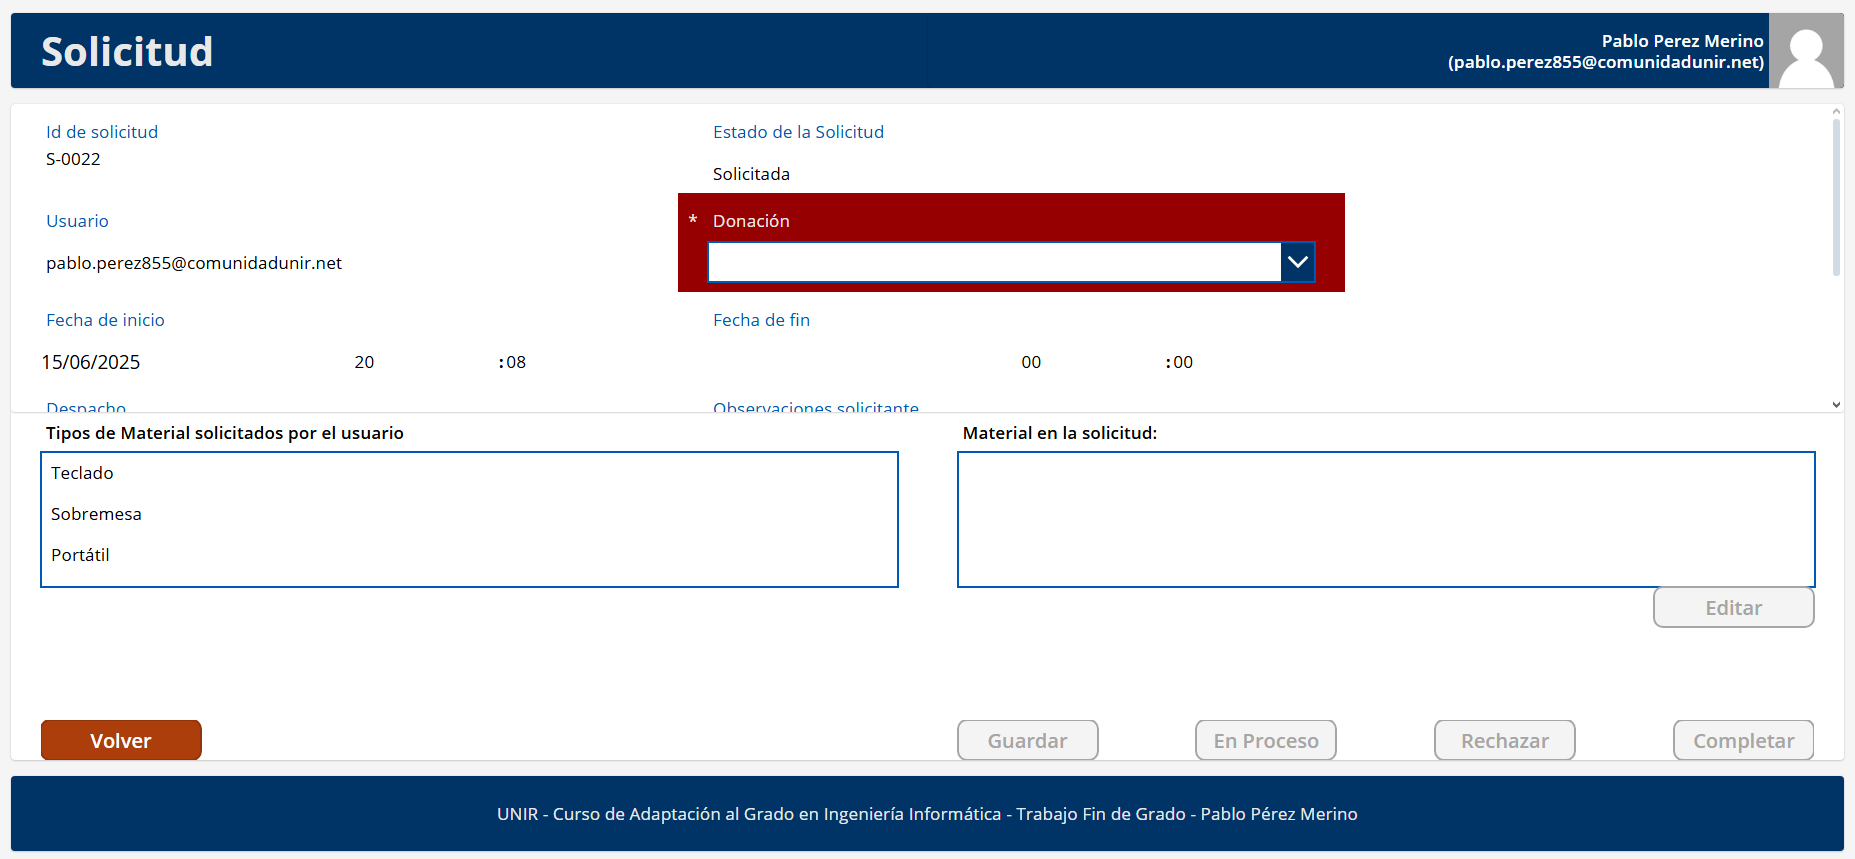 Solicitud
Pablo Perez Merino
(pablo.perez855@comunidadunir.net)
Id de solicitud
S-0022
Estado de la Solicitud
Solicitada
Usuario
pablo.perez855@comunidadunir.net
* Donación
Fecha de inicio
15/06/2025 20 :08
Fecha de fin
00 :00
Despacho
Observaciones solicitante
Tipos de Material solicitados por el usuario
Teclado
Sobremesa
Portátil
Material en la solicitud:
Editar
Volver
Guardar
En Proceso
Rechazar
Completar
UNIR - Curso de Adaptación al Grado en Ingeniería Informática - Trabajo Fin de Grado - Pablo Pérez Merino